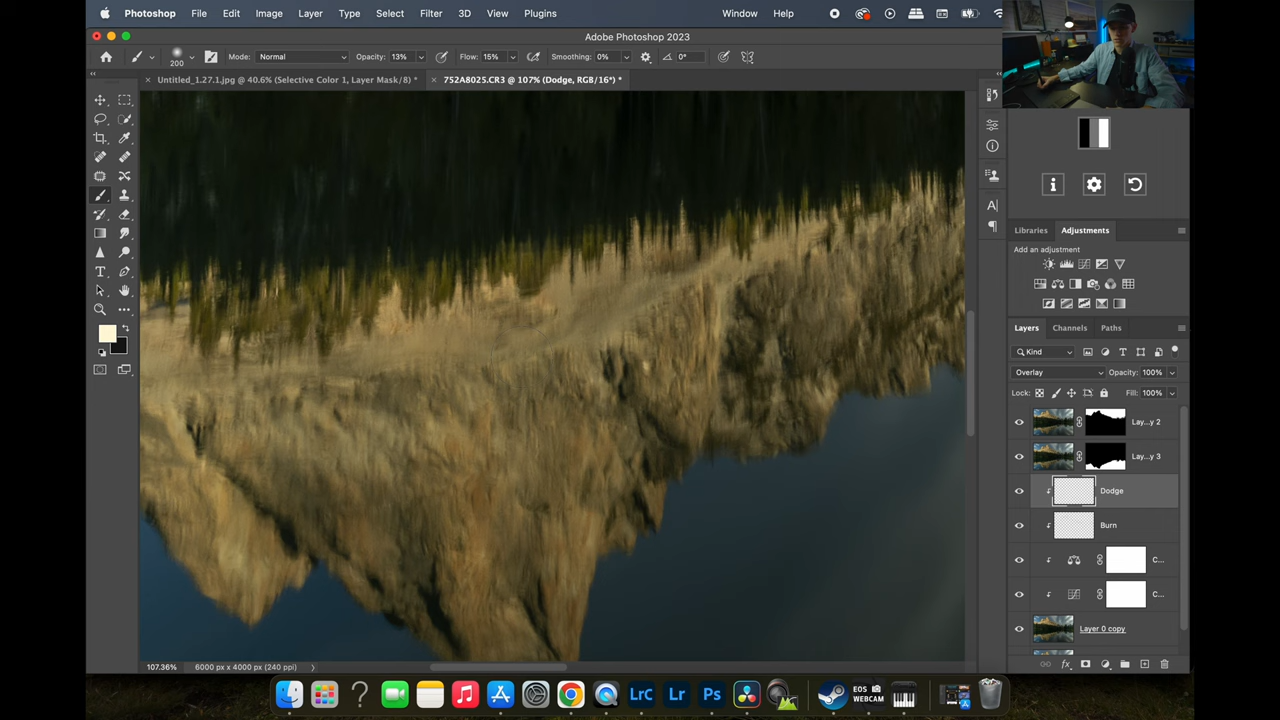 Photoshop File Edit Image Layer Type Select Filter 3D View Plugins Window Help
Adobe Photoshop 2023
200 Mode: Normal Opacity: 13% Flow: 15% Smoothing: 0% 0°
Untitled_1.27.1.jpg @ 40.6% (Selective Color 1, Layer Mask/8) * 752A8025.CR3 @ 107% (Dodge, RGB/16*) *
Libraries Adjustments
Add an adjustment
Layers Channels Paths
Kind
Overlay Opacity: 100%
Lock: Fill: 100%
Lay...y 2
Lay...y 3
Dodge
Burn
C...
C...
Layer 0 copy
107.36% 6000 px x 4000 px (240 ppi)
LrC Lr Ps EOS WEBCAM